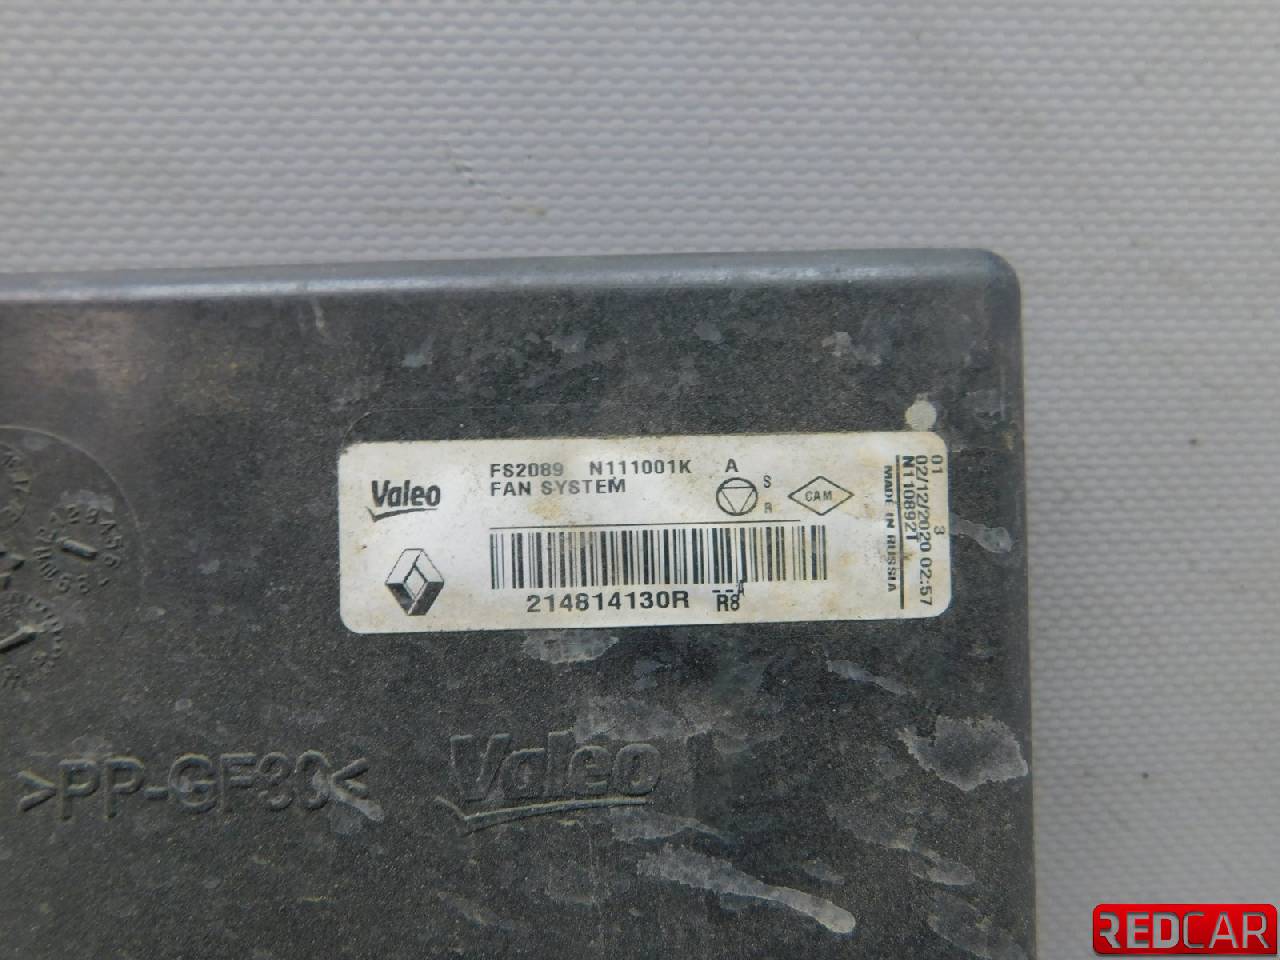 Valeo
FS2089 N111001K A
FAN SYSTEM
S
R
CAM
214814130R R8
A
01 3
02/12/2020 02:57
N110892T
MADE IN RUSSIA
>PP-GF30<
Valeo
REDCAR